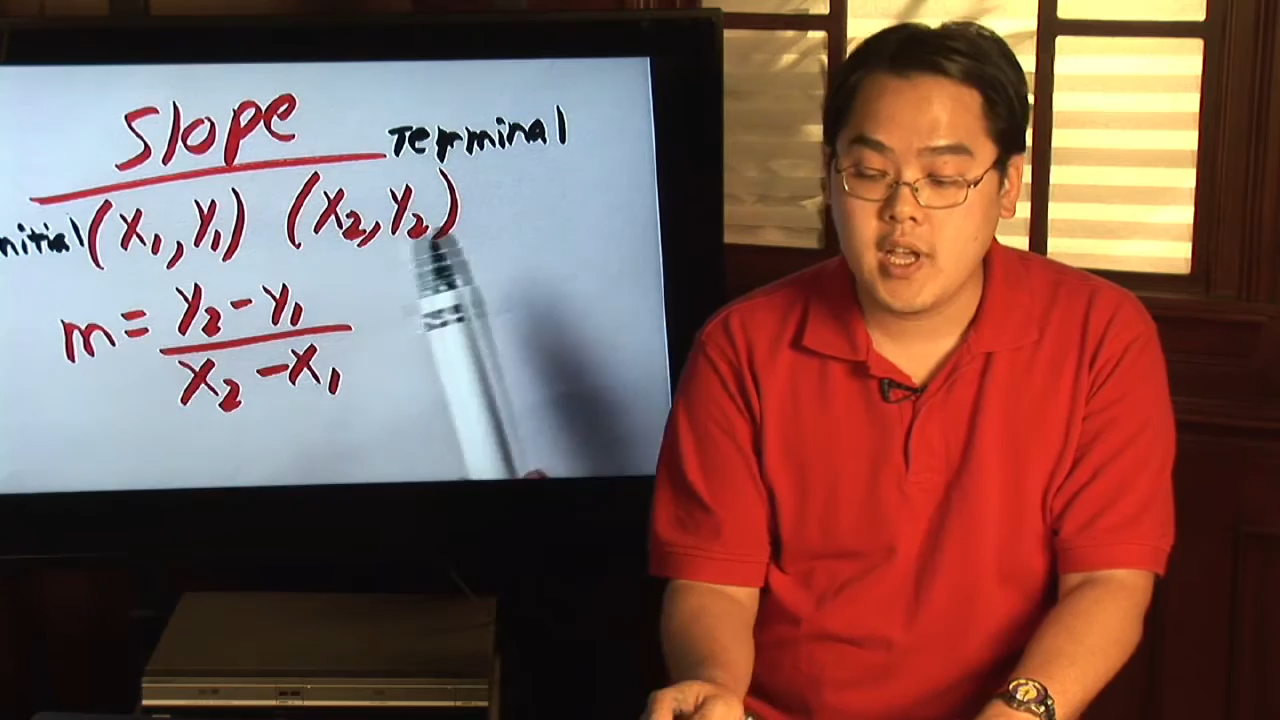 Slope
Terminal
nitial (x₁, y₁) (x₂, y₂)
m = y₂ - y₁
x₂ - x₁